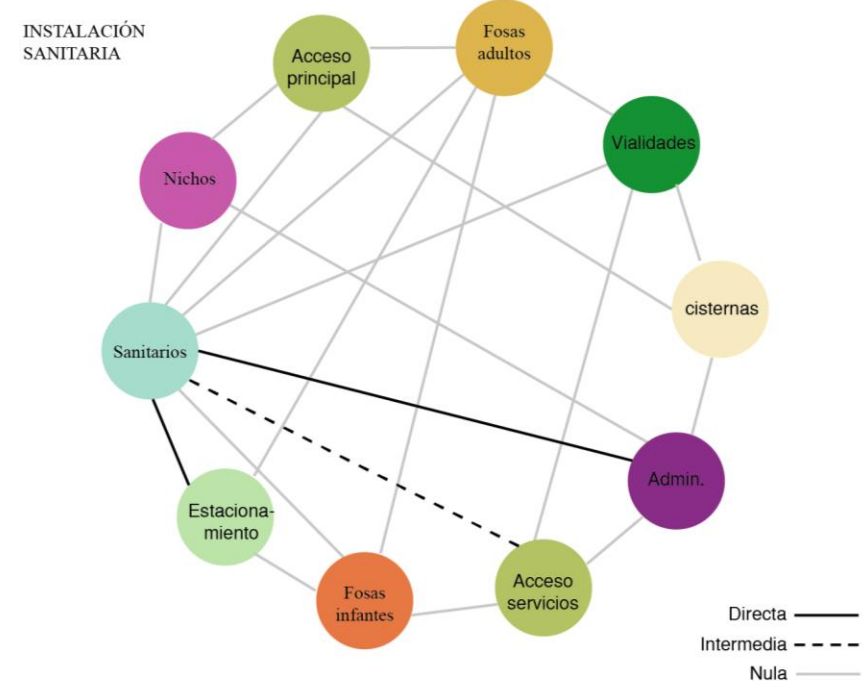 INSTALACIÓN
SANITARIA
Acceso
principal
Fosas
adultos
Vialidades
Nichos
cisternas
Sanitarios
Admin.
Estaciona-
miento
Fosas
infantes
Acceso
servicios
Directa
Intermedia
Nula